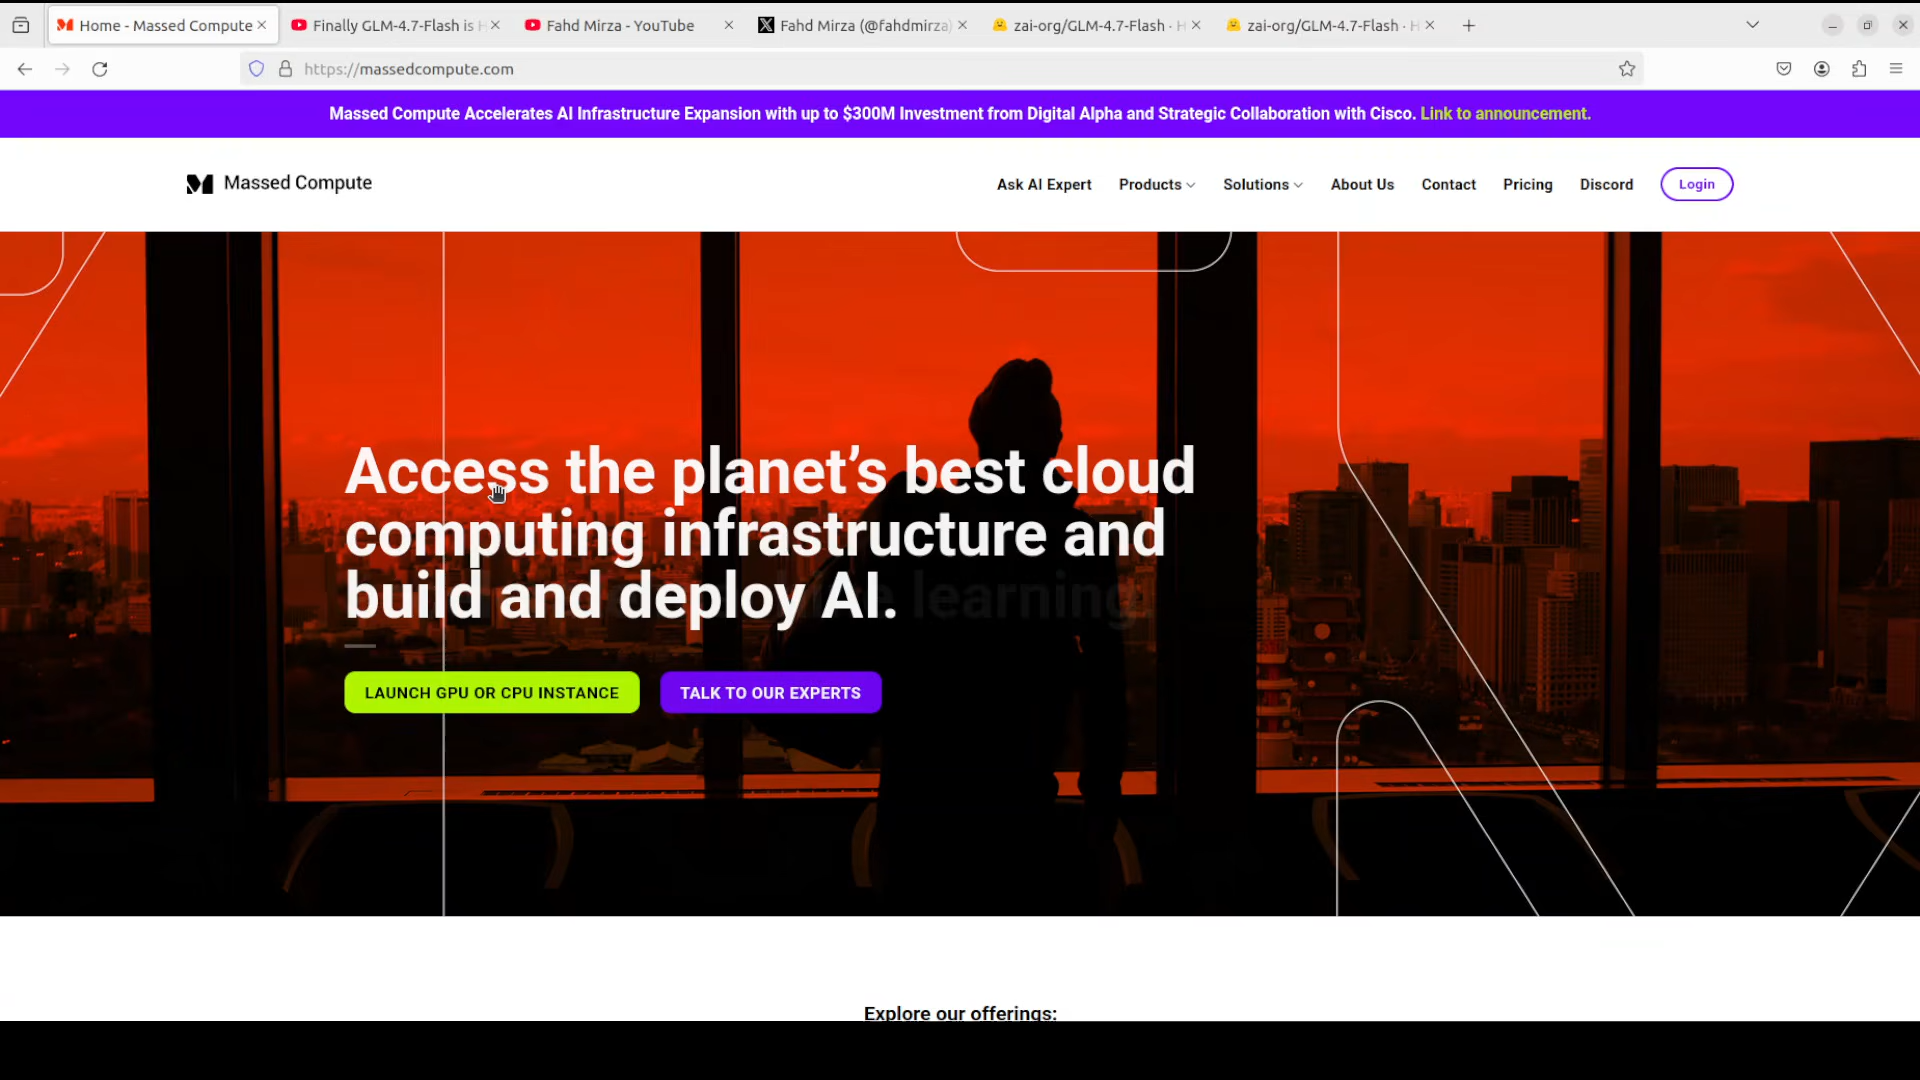 Home - Massed Compute
Finally GLM-4.7-Flash is H
Fahd Mirza - YouTube
Fahd Mirza (@fahdmirza)
zai-org/GLM-4.7-Flash · H
zai-org/GLM-4.7-Flash · H
https://massedcompute.com
Massed Compute Accelerates AI Infrastructure Expansion with up to $300M Investment from Digital Alpha and Strategic Collaboration with Cisco. Link to announcement.
Massed Compute
Ask AI Expert
Products
Solutions
About Us
Contact
Pricing
Discord
Login
Access the planet’s best cloud
computing infrastructure and
build and deploy AI. learning
LAUNCH GPU OR CPU INSTANCE
TALK TO OUR EXPERTS
Explore our offerings: